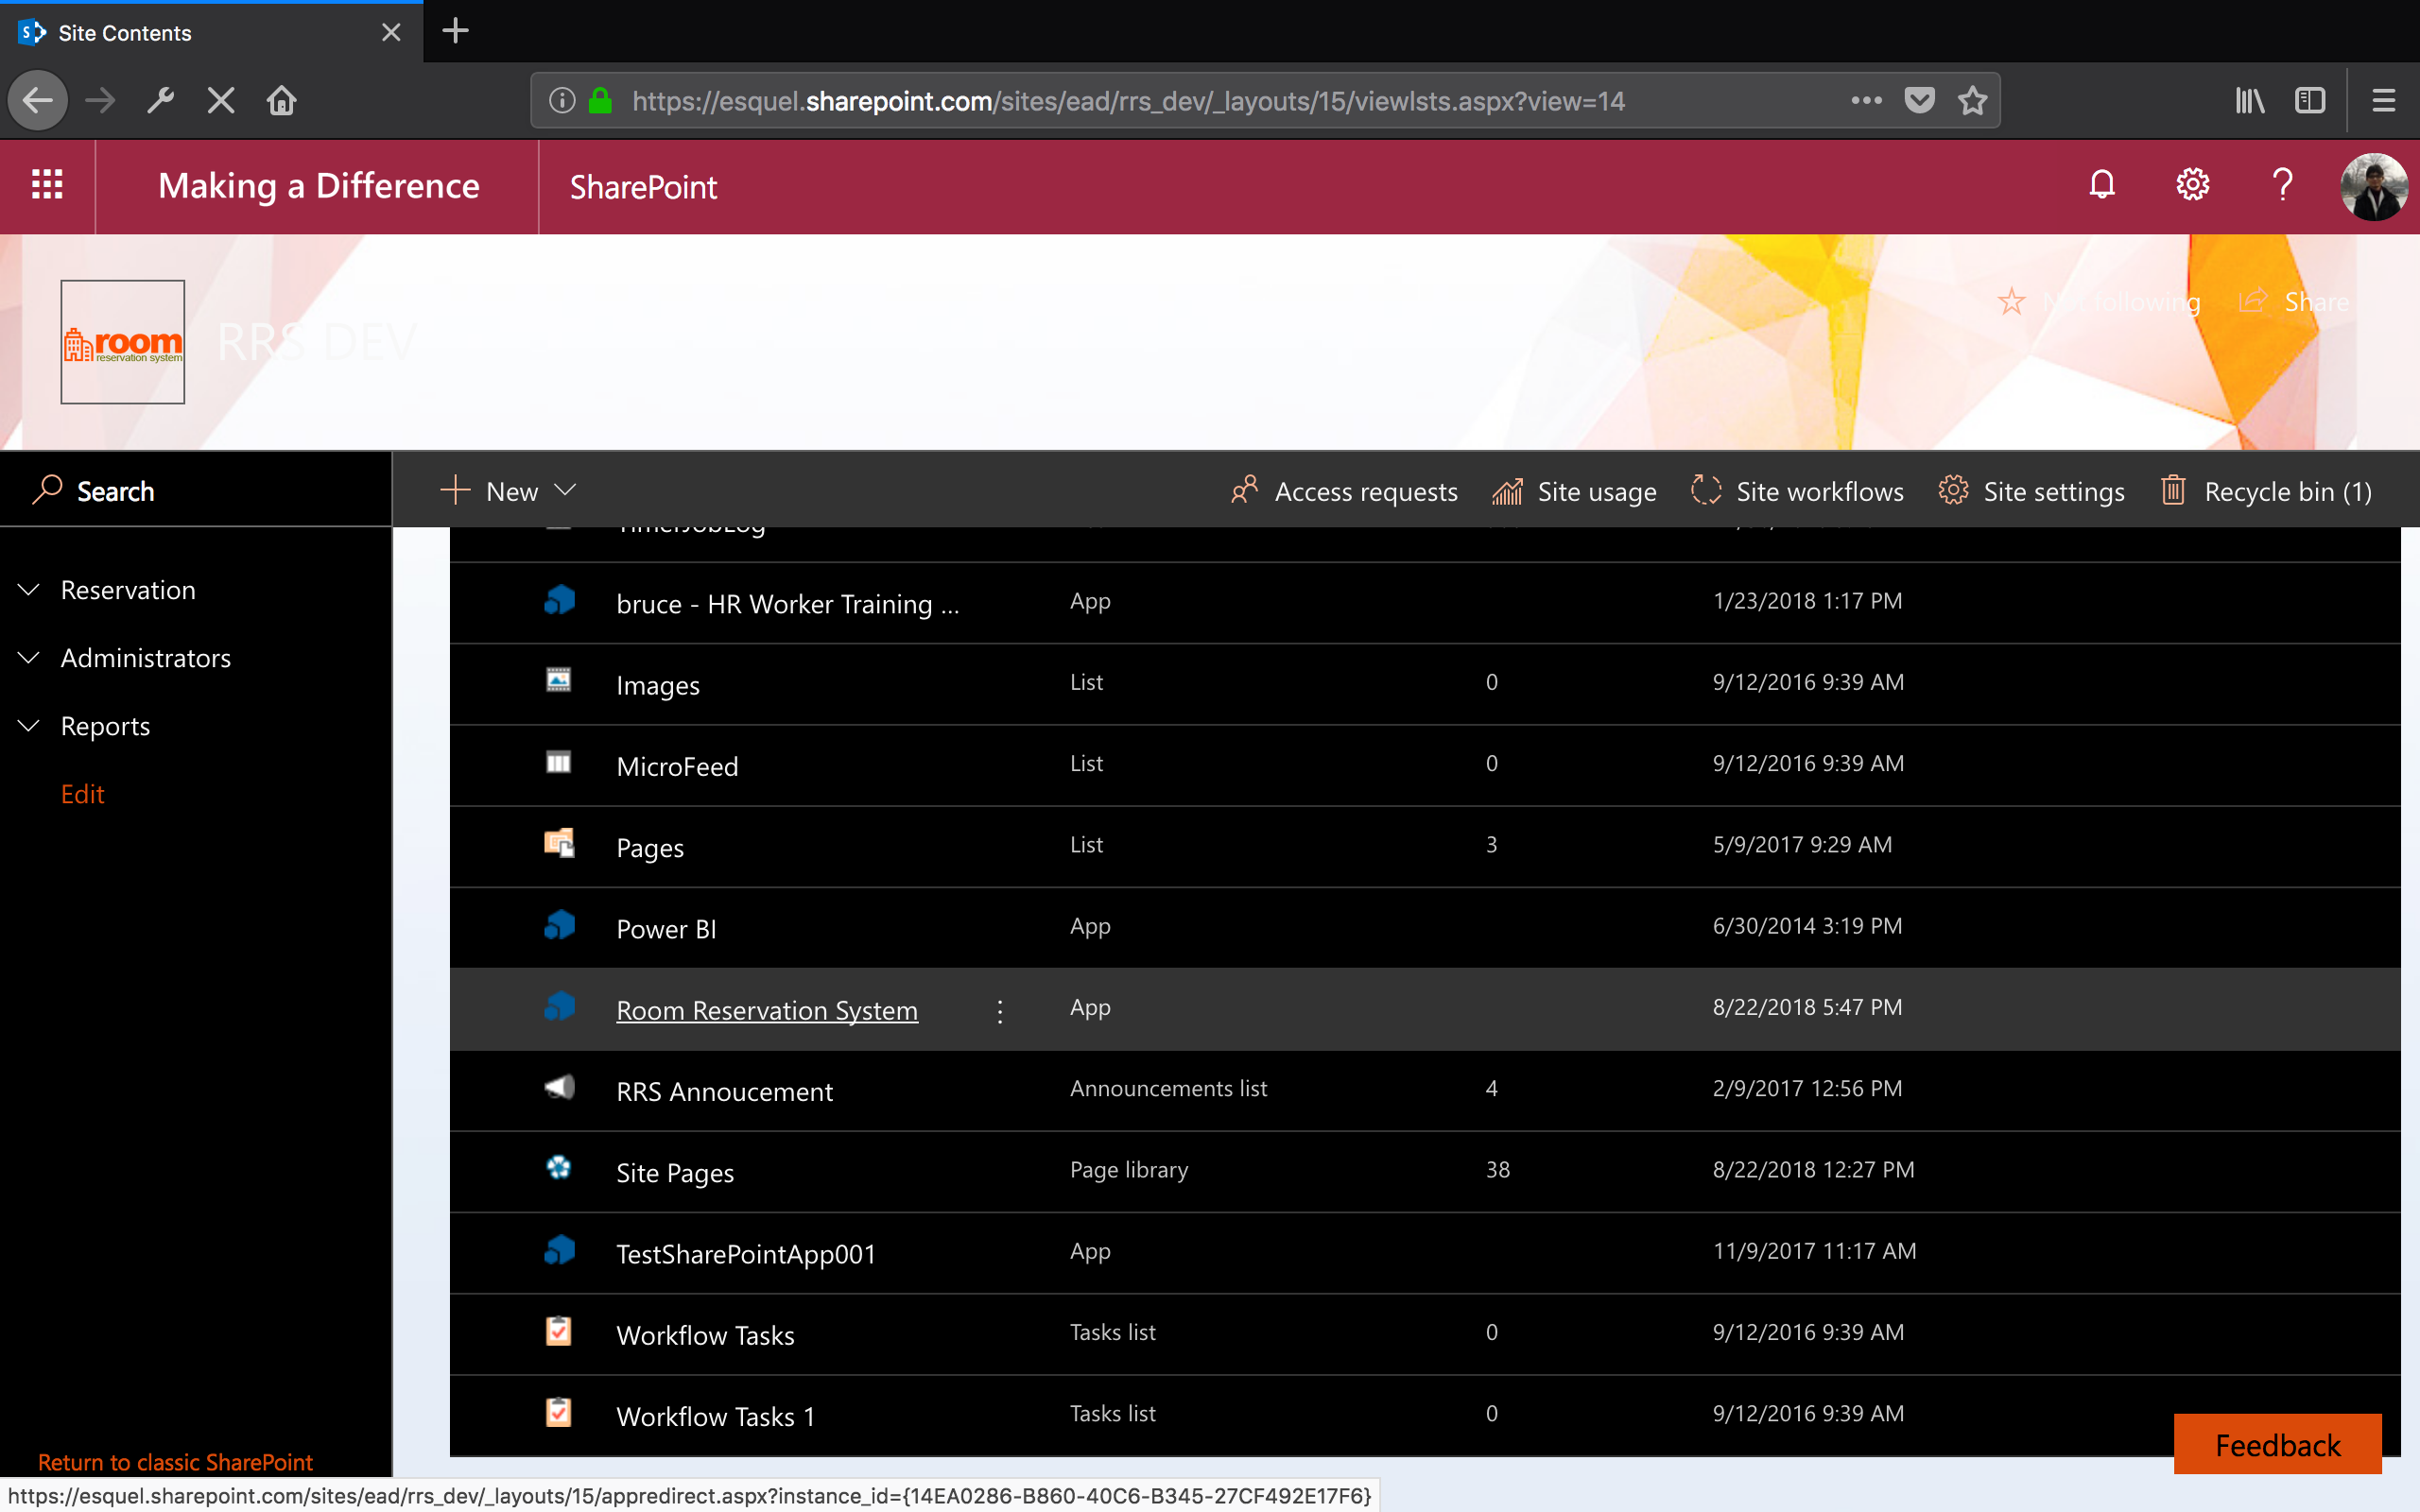 Site Contents
https://esquel.sharepoint.com/sites/ead/rrs_dev/_layouts/15/viewlsts.aspx?view=14
Making a Difference
SharePoint
room
reservation system
RRS DEV
Not following
Share
Search
New
Access requests
Site usage
Site workflows
Site settings
Recycle bin (1)
Reservation
Administrators
Reports
Edit
TimerJobLog
bruce - HR Worker Training ... App 1/23/2018 1:17 PM
Images List 0 9/12/2016 9:39 AM
MicroFeed List 0 9/12/2016 9:39 AM
Pages List 3 5/9/2017 9:29 AM
Power BI App 6/30/2014 3:19 PM
Room Reservation System App 8/22/2018 5:47 PM
RRS Annoucement Announcements list 4 2/9/2017 12:56 PM
Site Pages Page library 38 8/22/2018 12:27 PM
TestSharePointApp001 App 11/9/2017 11:17 AM
Workflow Tasks Tasks list 0 9/12/2016 9:39 AM
Workflow Tasks 1 Tasks list 0 9/12/2016 9:39 AM
Feedback
Return to classic SharePoint
https://esquel.sharepoint.com/sites/ead/rrs_dev/_layouts/15/appredirect.aspx?instance_id={14EA0286-B860-40C6-B345-27CF492E17F6}